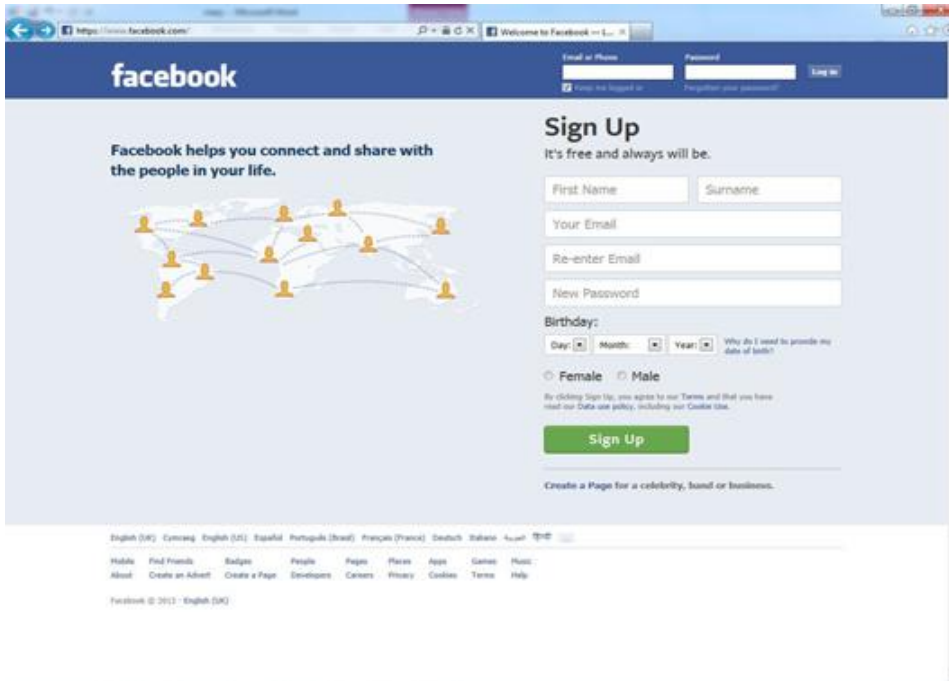 https://www.facebook.com/
Welcome to Facebook — L...
facebook
Email or Phone
Password
Log in
Keep me logged in
Forgotten your password?
Facebook helps you connect and share with
the people in your life.
Sign Up
It's free and always will be.
First Name
Surname
Your Email
Re-enter Email
New Password
Birthday:
Day:
Month:
Year:
Why do I need to provide my
date of birth?
Female
Male
By clicking Sign Up, you agree to our Terms and that you have
read our Data use policy, including our Cookie Use.
Sign Up
Create a Page for a celebrity, band or business.
English (UK) Cymraeg English (US) Español Português (Brasil) Français (France) Deutsch Italiano العربية हिन्दी
Mobile Find Friends Badges People Pages Places Apps Games Music
About Create an Advert Create a Page Developers Careers Privacy Cookies Terms Help
Facebook © 2013 · English (UK)